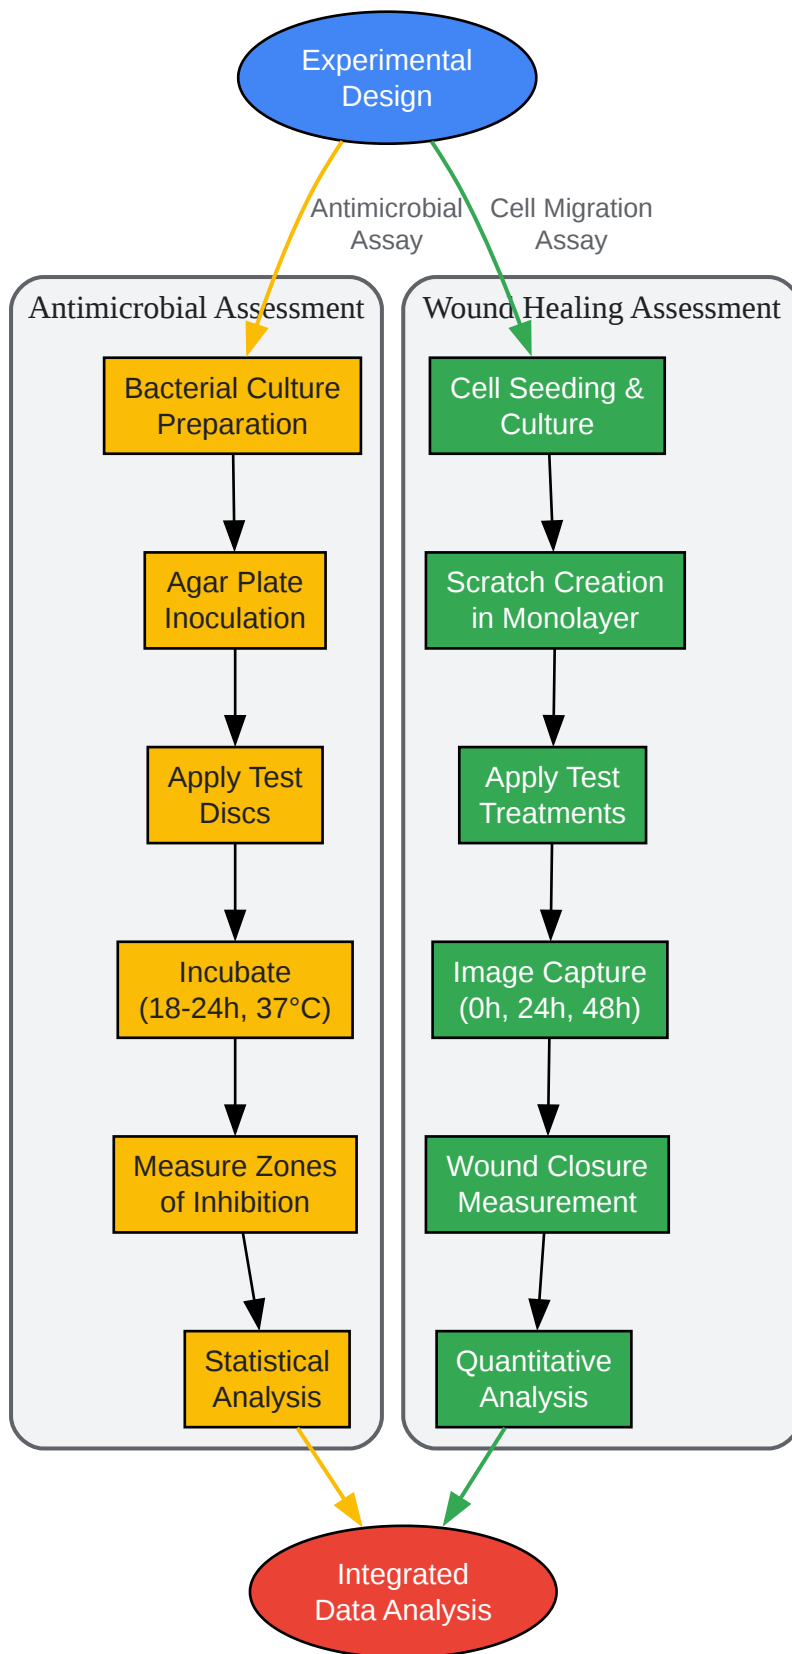 Experimental
Design
Antimicrobial
Assay
Cell Migration
Assay
Antimicrobial Assessment
Bacterial Culture
Preparation
Agar Plate
Inoculation
Apply Test
Discs
Incubate
(18-24h, 37°C)
Measure Zones
of Inhibition
Statistical
Analysis
Wound Healing Assessment
Cell Seeding &
Culture
Scratch Creation
in Monolayer
Apply Test
Treatments
Image Capture
(0h, 24h, 48h)
Wound Closure
Measurement
Quantitative
Analysis
Integrated
Data Analysis